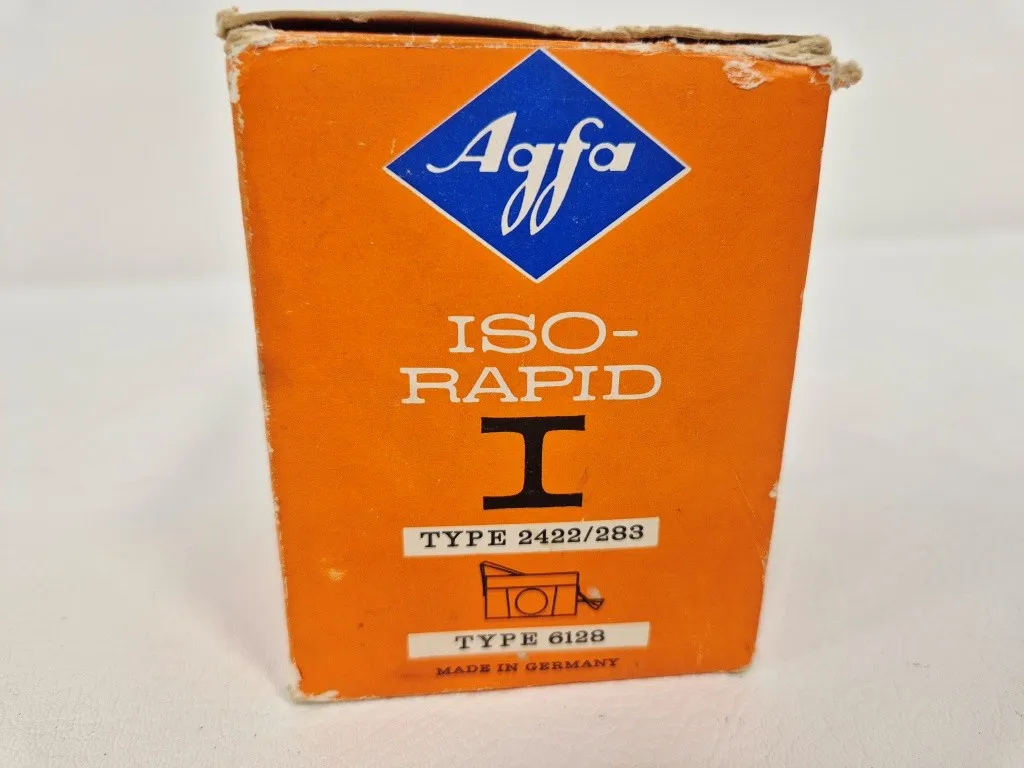 Agfa
ISO-
RAPID
I
TYPE 2422/283
TYPE 6128
MADE IN GERMANY